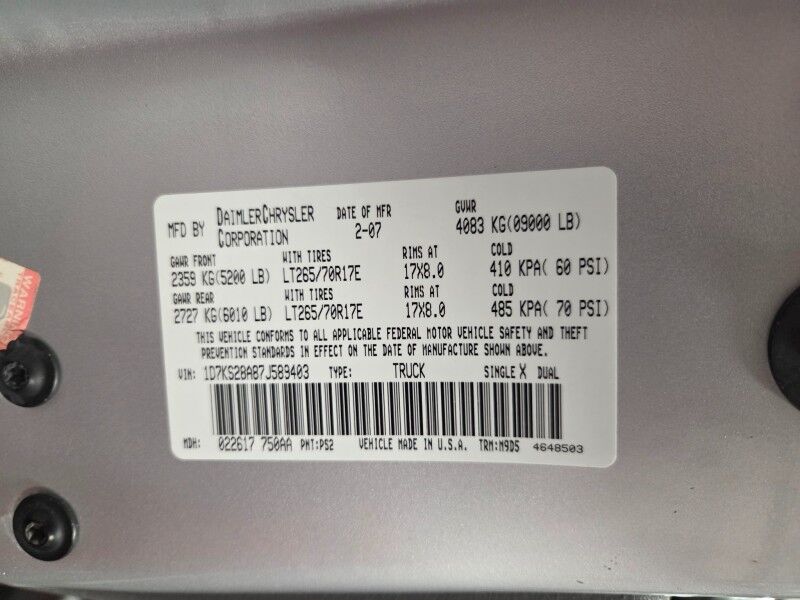 MFD BY DAIMLERCHRYSLER CORPORATION DATE OF MFR 2-07 GVWR 4083 KG(09000 LB)
GAWR FRONT WITH TIRES RIMS AT COLD
2359 KG(5200 LB) LT265/70R17E 17X8.0 410 KPA( 60 PSI)
GAWR REAR WITH TIRES RIMS AT COLD
2727 KG(6010 LB) LT265/70R17E 17X8.0 485 KPA( 70 PSI)
THIS VEHICLE CONFORMS TO ALL APPLICABLE FEDERAL MOTOR VEHICLE SAFETY AND THEFT
PREVENTION STANDARDS IN EFFECT ON THE DATE OF MANUFACTURE SHOWN ABOVE.
VIN: 1D7KS28A87J589403 TYPE: TRUCK SINGLE X DUAL
MDH: 022617 750AA PNT:PS2 VEHICLE MADE IN U.S.A. TRM:M9D5 4648503